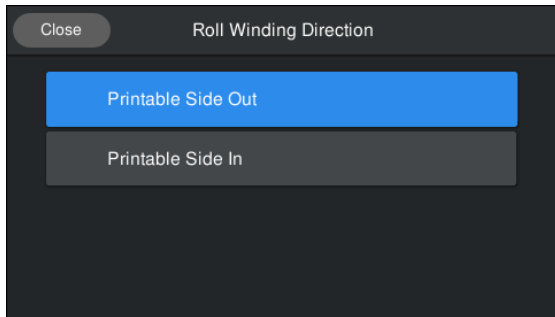 Close
Roll Winding Direction
Printable Side Out
Printable Side In